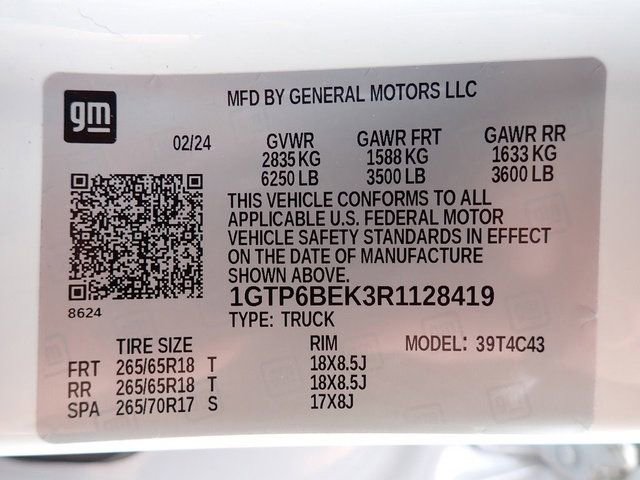 gm
MFD BY GENERAL MOTORS LLC
02/24 GVWR GAWR FRT GAWR RR
2835 KG 1588 KG 1633 KG
6250 LB 3500 LB 3600 LB
THIS VEHICLE CONFORMS TO ALL
APPLICABLE U.S. FEDERAL MOTOR
VEHICLE SAFETY STANDARDS IN EFFECT
ON THE DATE OF MANUFACTURE
SHOWN ABOVE.
1GTP6BEK3R1128419
8624
TYPE: TRUCK
TIRE SIZE RIM MODEL: 39T4C43
FRT 265/65R18 T 18X8.5J
RR 265/65R18 T 18X8.5J
SPA 265/70R17 S 17X8J